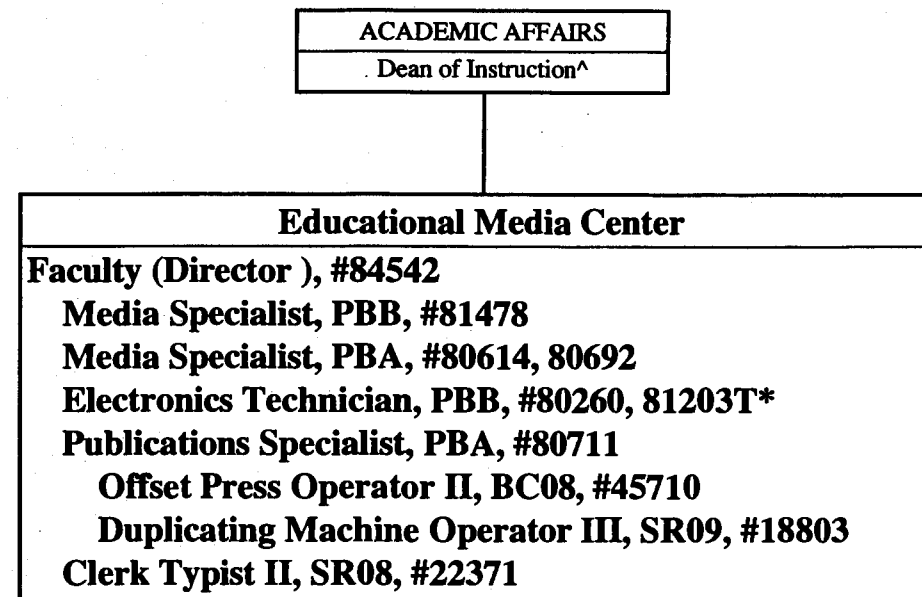 ACADEMIC AFFAIRS
. Dean of Instruction^
Educational Media Center
Faculty (Director ), #84542
Media Specialist, PBB, #81478
Media Specialist, PBA, #80614, 80692
Electronics Technician, PBB, #80260, 81203T*
Publications Specialist, PBA, #80711
Offset Press Operator II, BC08, #45710
Duplicating Machine Operator III, SR09, #18803
Clerk Typist II, SR08, #22371